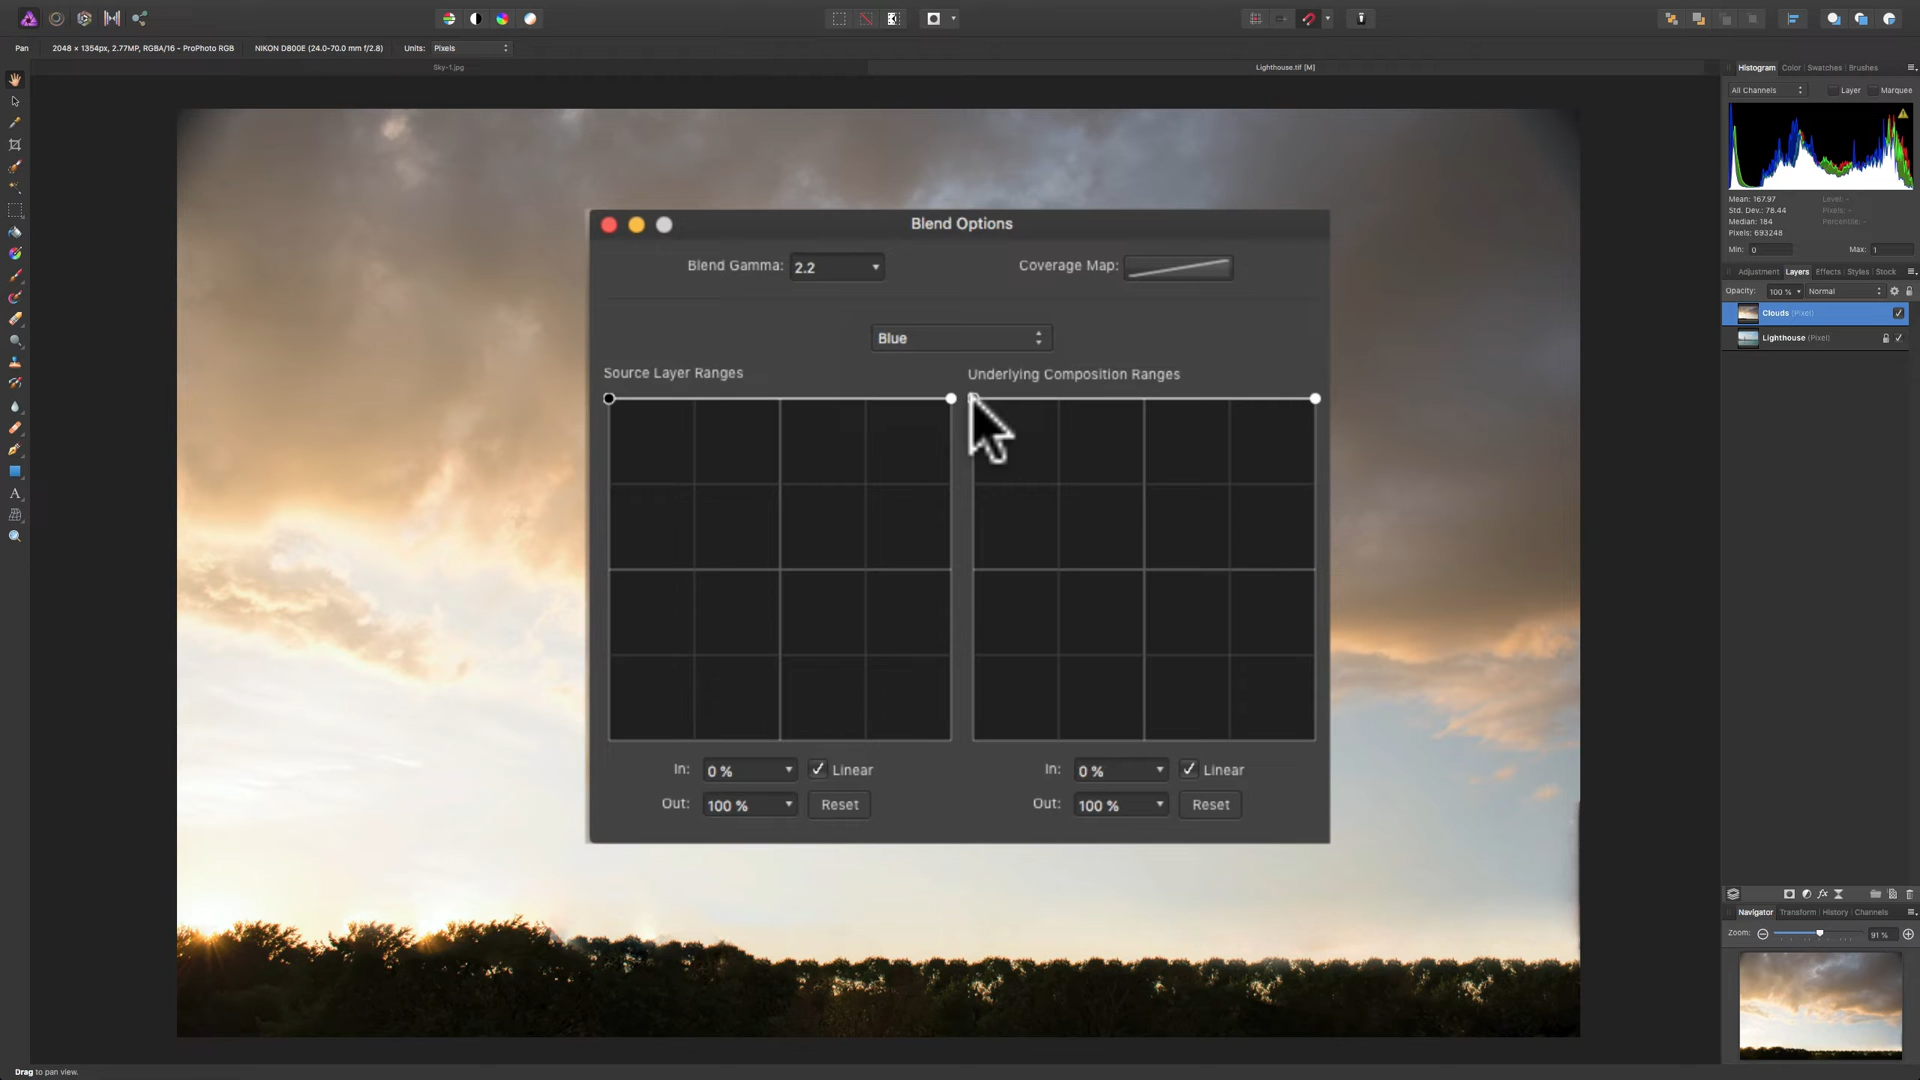 Pan
2048 × 1354px, 2.77MP, RGBA/16 - ProPhoto RGB
NIKON D800E (24.0-70.0 mm f/2.8)
Units: Pixels
Sky-1.jpg
Lighthouse.tif [M]
Histogram Color Swatches Brushes
All Channels Layer Marquee
Mean: 167.97 Level: -
Std. Dev.: 78.44 Pixels: -
Median: 184 Percentile: -
Pixels: 693248
Min: 0 Max: 1
Adjustment Layers Effects Styles Stock
Opacity: 100 % Normal
Clouds (Pixel)
Lighthouse (Pixel)
Blend Options
Blend Gamma: 2.2 Coverage Map:
Blue
Source Layer Ranges Underlying Composition Ranges
In: 0 % Linear In: 0 % Linear
Out: 100 % Reset Out: 100 % Reset
A
fx
Navigator Transform History Channels
Zoom: 91 %
Drag to pan view.